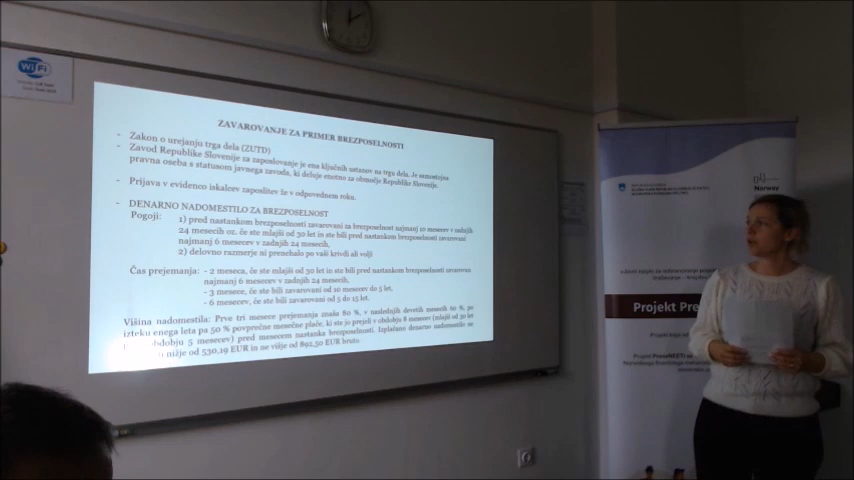 WiFi
ZAVAROVANJE ZA PRIMER BREZPOSELNOSTI
- Zakon o urejanju trga dela (ZUTD)
- Zavod Republike Slovenije za zaposlovanje je ena ključnih ustanov na trgu dela. Je samostojna
pravna oseba s statusom javnega zavoda, ki deluje enotno za območje Republike Slovenije.
- Prijava v evidenco iskalcev zaposlitve že v odpovednem roku.
- DENARNO NADOMESTILO ZA BREZPOSELNOST
Pogoji: 1) pred nastankom brezposelnosti zavarovani za brezposelnost najmanj 10 mesecev v zadnjih
24 mesecih oz. če ste mlajši od 30 let in ste bili pred nastankom brezposelnosti zavarovani
najmanj 6 mesecev v zadnjih 24 mesecih,
2) delovno razmerje ni prenehalo po vaši krivdi ali volji
Čas prejemanja: - 2 meseca, če ste mlajši od 30 let in ste bili pred nastankom brezposelnosti zavarovan
najmanj 6 mesecev v zadnjih 24 mesecih,
- 3 mesece, če ste bili zavarovani od 10 mesecev do 5 let,
- 6 mesecev, če ste bili zavarovani od 5 do 15 let.
Višina nadomestila: Prve tri mesece prejemanja znaša 80 %, v naslednjih devetih mesecih 60 %, po
izteku enega leta pa 50 % povprečne mesečne plače, ki ste jo prejeli v obdobju 8 mesecev (mlajši od 30 let
obdobju 5 mesecev) pred mesecem nastanka brezposelnosti. Izplačano denarno nadomestilo ne
nižje od 530,19 EUR in ne višje od 892,50 EUR bruto
Norway
Projekt Pre